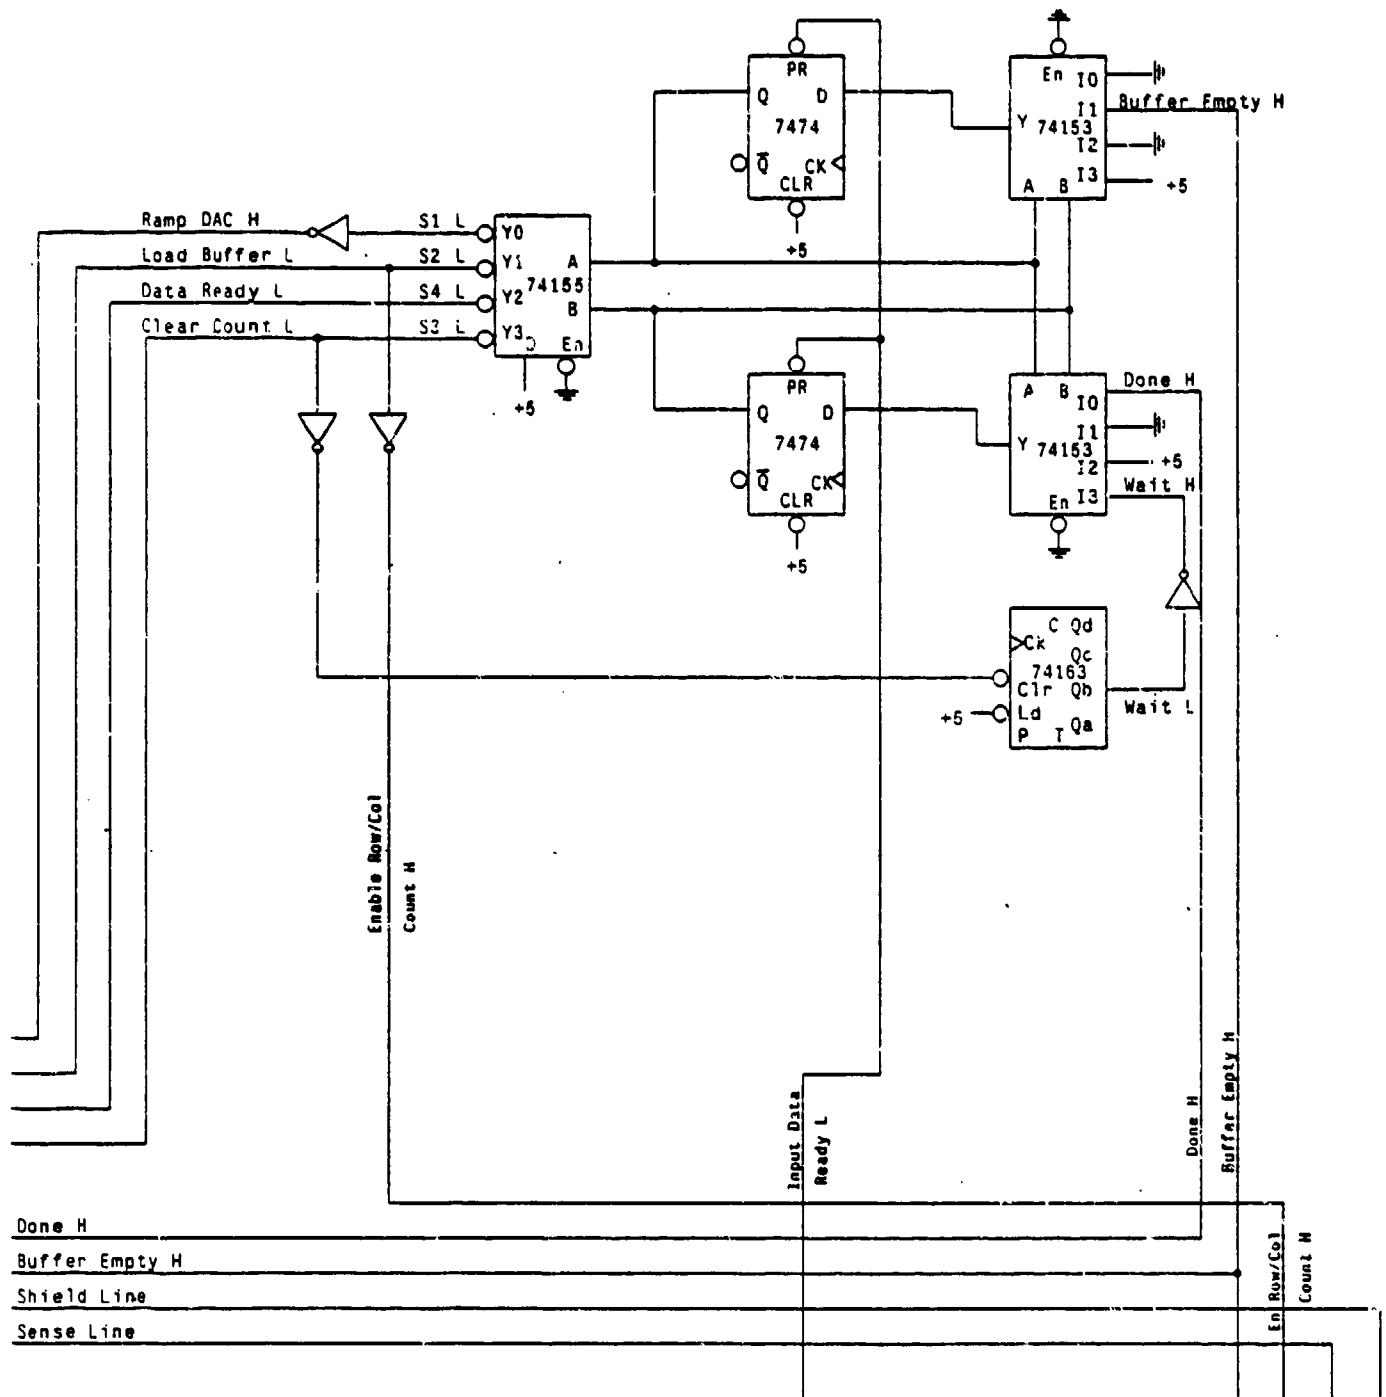 PR
Q D
7474
Q̅ CK
CLR
+5
En I0
I1 Buffer Empty H
Y 74153
I2
I3 +5
A B
Ramp DAC H S1 L Y0
Load Buffer L S2 L Y1 A
74155
Data Ready L S4 L Y2 B
Clear Count L S3 L Y3
D En
+5
PR
Q D
7474
Q̅ CK
CLR
+5
A B Done H
I0
I1
Y 74153
I2 +5
En I3 Wait H
C Qd
Ck Qc
74163
Clr Qb
Wait L
+5 Ld
P T Qa
Enable Row/Col
Count H
Input Data
Ready L
Done H
Buffer Empty H
Done H
Buffer Empty H
Shield Line
Sense Line
En Row/Col
Count H